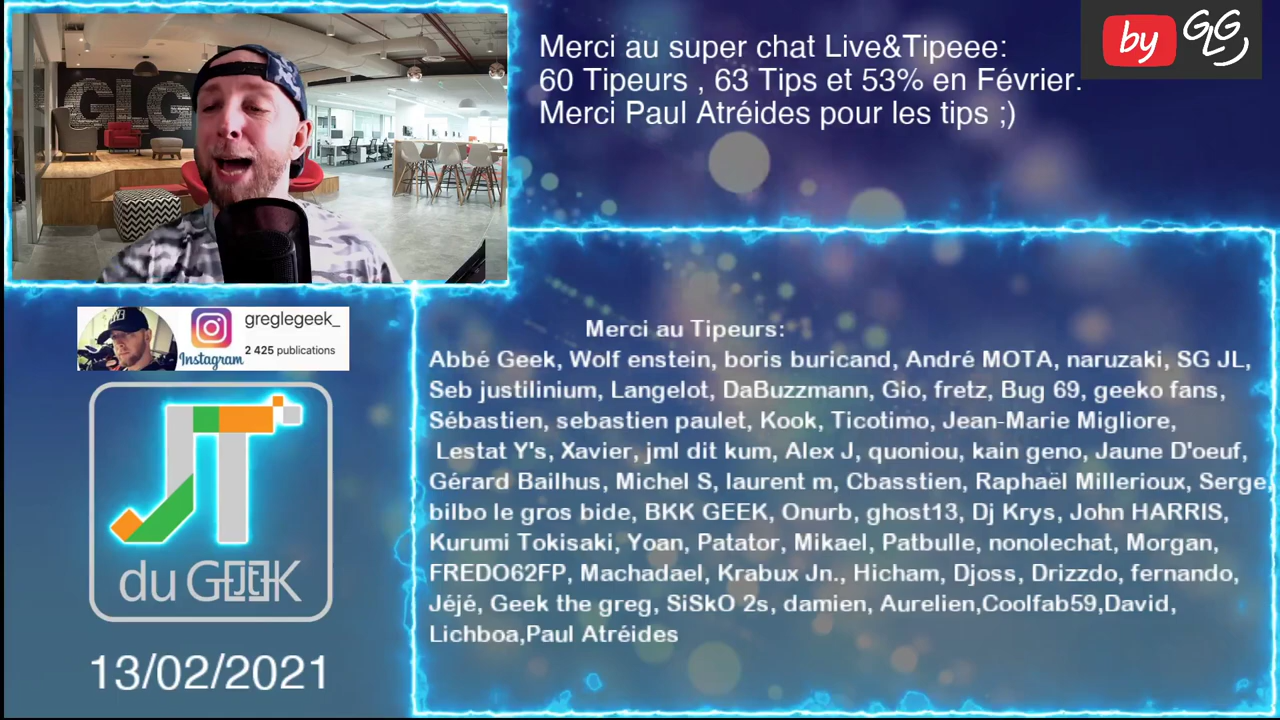 GLG
Merci au super chat Live&Tipeee:
60 Tipeurs , 63 Tips et 53% en Février.
Merci Paul Atréides pour les tips ;)
by GLG
greglegeek_
Instagram
2 425 publications
JT
du GEEK
13/02/2021
Merci au Tipeurs:
Abbé Geek, Wolf enstein, boris buricand, André MOTA, naruzaki, SG JL,
Seb justilinium, Langelot, DaBuzzmann, Gio, fretz, Bug 69, geeko fans,
Sébastien, sebastien paulet, Kook, Ticotimo, Jean-Marie Migliore,
Lestat Y's, Xavier, jml dit kum, Alex J, quoniou, kain geno, Jaune D'oeuf,
Gérard Bailhus, Michel S, laurent m, Cbasstien, Raphaël Millerioux, Serge,
bilbo le gros bide, BKK GEEK, Onurb, ghost13, Dj Krys, John HARRIS,
Kurumi Tokisaki, Yoan, Patator, Mikael, Patbulle, nonolechat, Morgan,
FREDO62FP, Machadael, Krabux Jn., Hicham, Djoss, Drizzdo, fernando,
Jéjé, Geek the greg, SiSkO 2s, damien, Aurelien,Coolfab59,David,
Lichboa,Paul Atréides